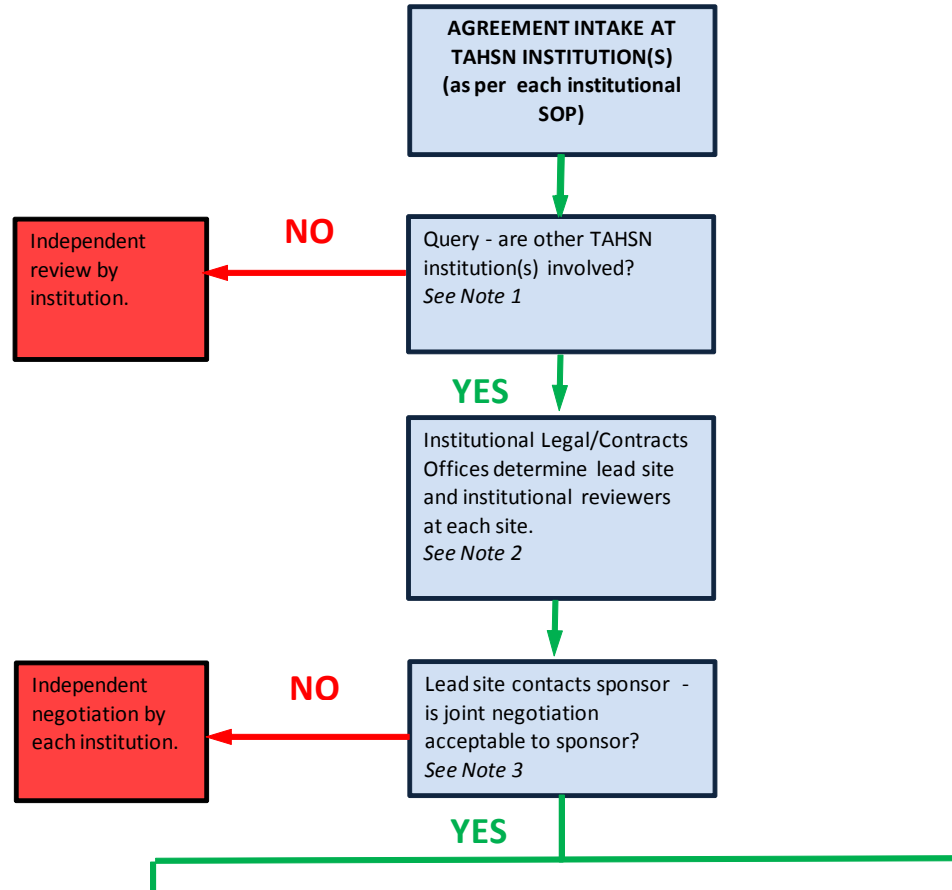 AGREEMENT INTAKE AT
TAHSN INSTITUTION(S)
(as per each institutional
SOP)
NO
Independent
review by
institution.
Query - are other TAHSN
institution(s) involved?
See Note 1
YES
Institutional Legal/Contracts
Offices determine lead site
and institutional reviewers
at each site.
See Note 2
NO
Independent
negotiation by
each institution.
Lead site contacts sponsor -
is joint negotiation
acceptable to sponsor?
See Note 3
YES